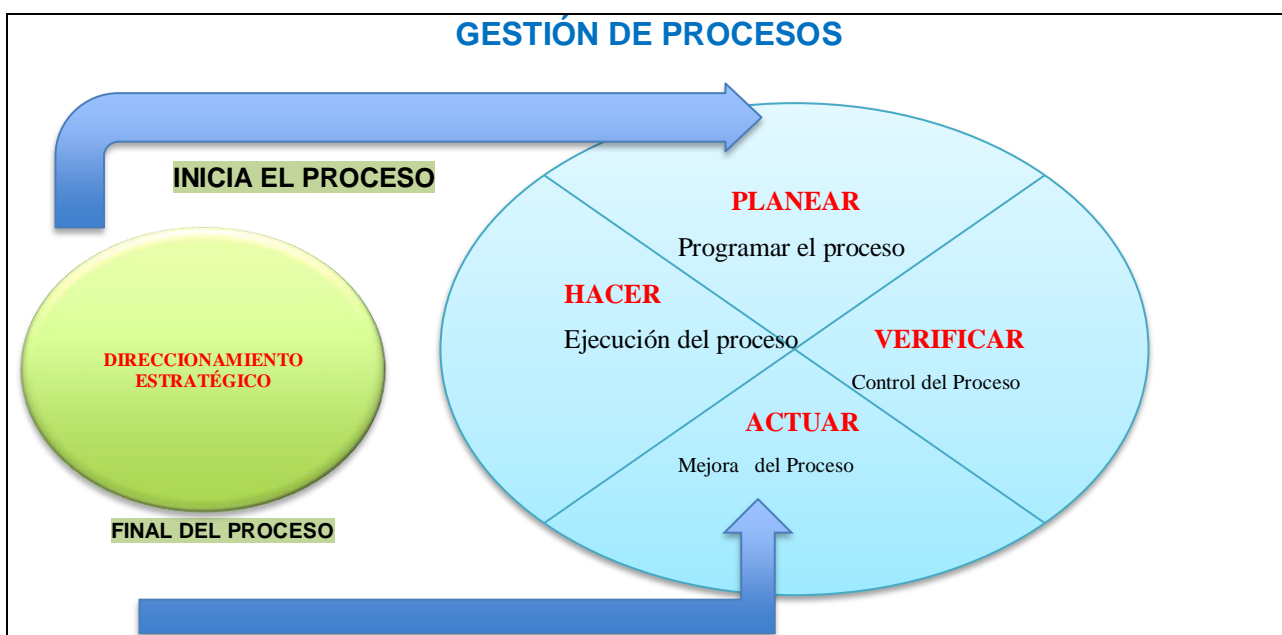 GESTIÓN DE PROCESOS
INICIA EL PROCESO
PLANEAR
Programar el proceso
HACER
Ejecución del proceso
VERIFICAR
Control del Proceso
DIRECCIONAMIENTO
ESTRATÉGICO
ACTUAR
Mejora del Proceso
FINAL DEL PROCESO